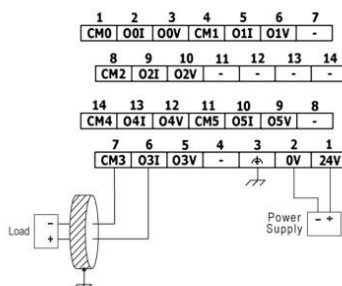 1 2 3 4 5 6 7
CM0 O0I O0V CM1 O1I O1V -
8 9 10 11 12 13 14
CM2 O2I O2V - - - -
14 13 12 11 10 9 8
CM4 O4I O4V CM5 O5I O5V -
7 6 5 4 3 2 1
CM3 O3I O3V - 0V 24V
Load - +
Power Supply - +